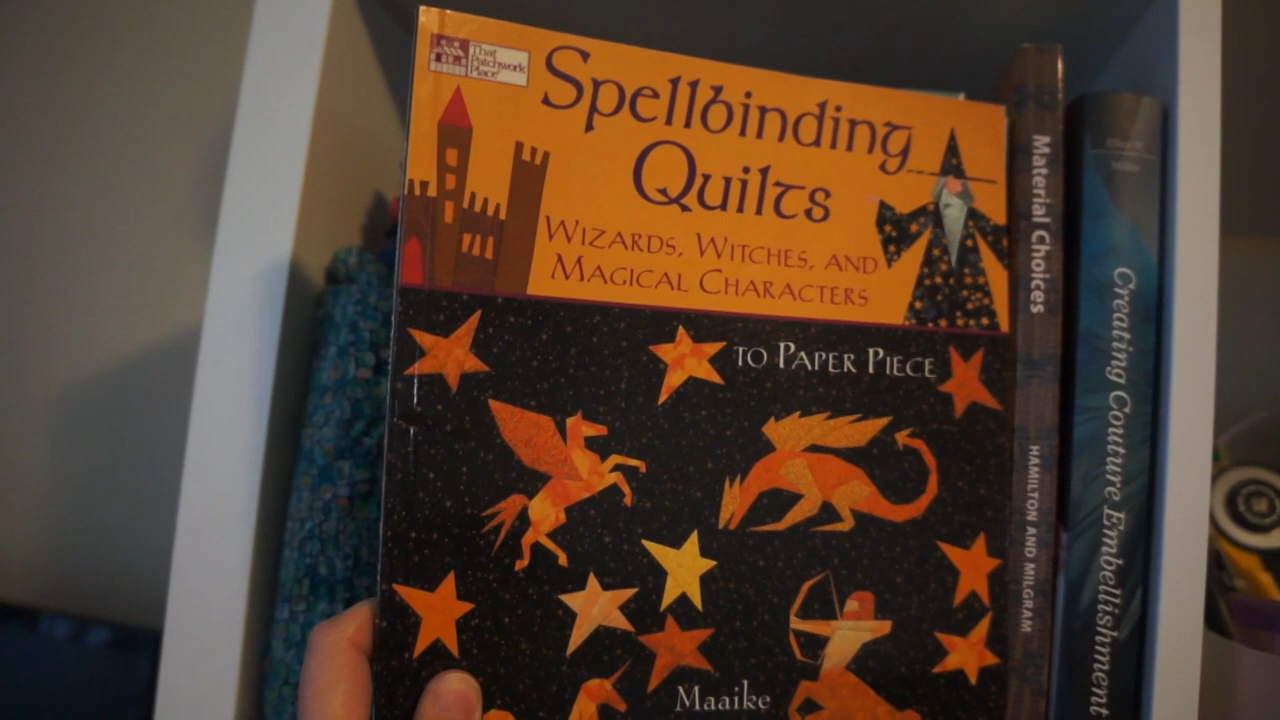 That
Patchwork
Place
Spellbinding
Quilts
Wizards, Witches, and
Magical Characters
to Paper Piece
Maaike
Material Choices
HAMILTON AND MILGRAM
Creating Couture Embellishment